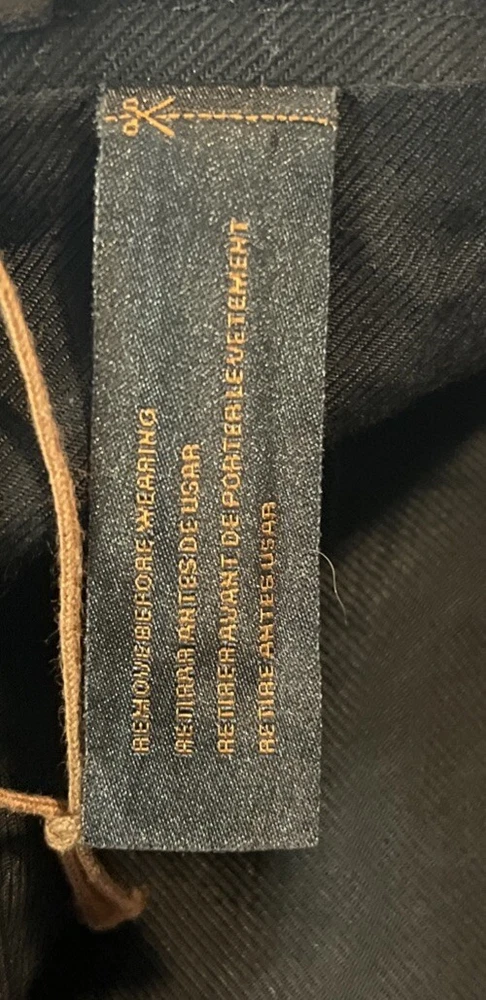 REMOVE BEFORE WEARING
RETIRAR ANTES DE USAR
RETIRER AVANT DE PORTER LE VETEMENT
RETIRE ANTES USAR